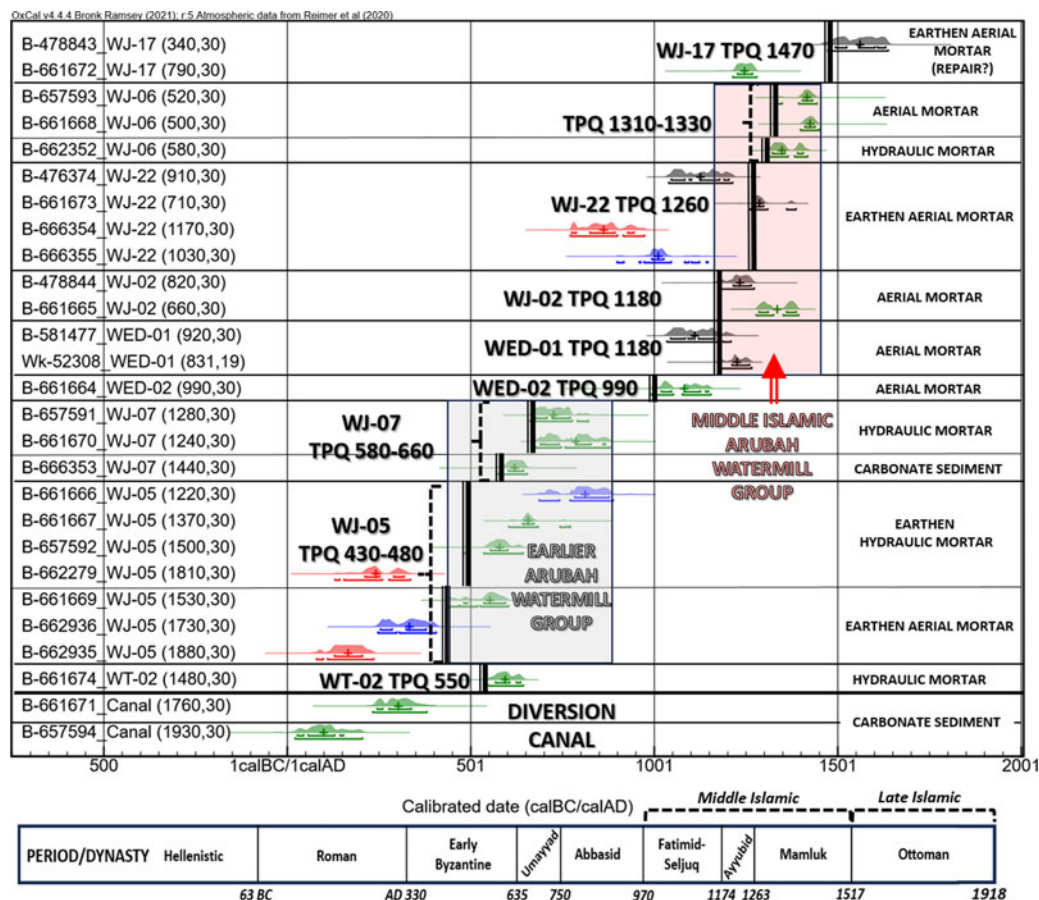 OxCal v4.4.4 Bronk Ramsey (2021); r:5 Atmospheric data from Reimer et al (2020)
B-478843_WJ-17 (340,30)
B-661672_WJ-17 (790,30)
WJ-17 TPQ 1470
EARTHEN AERIAL
MORTAR
(REPAIR?)
B-657593_WJ-06 (520,30)
B-661668_WJ-06 (500,30)
TPQ 1310-1330
AERIAL MORTAR
B-662352_WJ-06 (580,30)
HYDRAULIC MORTAR
B-476374_WJ-22 (910,30)
B-661673_WJ-22 (710,30)
B-666354_WJ-22 (1170,30)
B-666355_WJ-22 (1030,30)
WJ-22 TPQ 1260
EARTHEN AERIAL MORTAR
B-478844_WJ-02 (820,30)
B-661665_WJ-02 (660,30)
WJ-02 TPQ 1180
AERIAL MORTAR
B-581477_WED-01 (920,30)
Wk-52308_WED-01 (831,19)
WED-01 TPQ 1180
AERIAL MORTAR
B-661664_WED-02 (990,30)
WED-02 TPQ 990
AERIAL MORTAR
MIDDLE ISLAMIC
ARUBAH
WATERMILL
GROUP
B-657591_WJ-07 (1280,30)
B-661670_WJ-07 (1240,30)
WJ-07
TPQ 580-660
HYDRAULIC MORTAR
B-666353_WJ-07 (1440,30)
CARBONATE SEDIMENT
B-661666_WJ-05 (1220,30)
B-661667_WJ-05 (1370,30)
B-657592_WJ-05 (1500,30)
B-662279_WJ-05 (1810,30)
WJ-05
TPQ 430-480
EARTHEN
HYDRAULIC MORTAR
EARLIER
ARUBAH
WATERMILL
GROUP
B-661669_WJ-05 (1530,30)
B-662936_WJ-05 (1730,30)
B-662935_WJ-05 (1880,30)
EARTHEN AERIAL MORTAR
B-661674_WT-02 (1480,30)
WT-02 TPQ 550
HYDRAULIC MORTAR
B-661671_Canal (1760,30)
B-657594_Canal (1930,30)
DIVERSION
CANAL
CARBONATE SEDIMENT
500 1calBC/1calAD 501 1001 1501 2001
Calibrated date (calBC/calAD)
Middle Islamic Late Islamic
PERIOD/DYNASTY Hellenistic Roman Early Byzantine Umayyad Abbasid Fatimid-Seljuq Ayyubid Mamluk Ottoman
63 BC AD 330 635 750 970 1174 1263 1517 1918